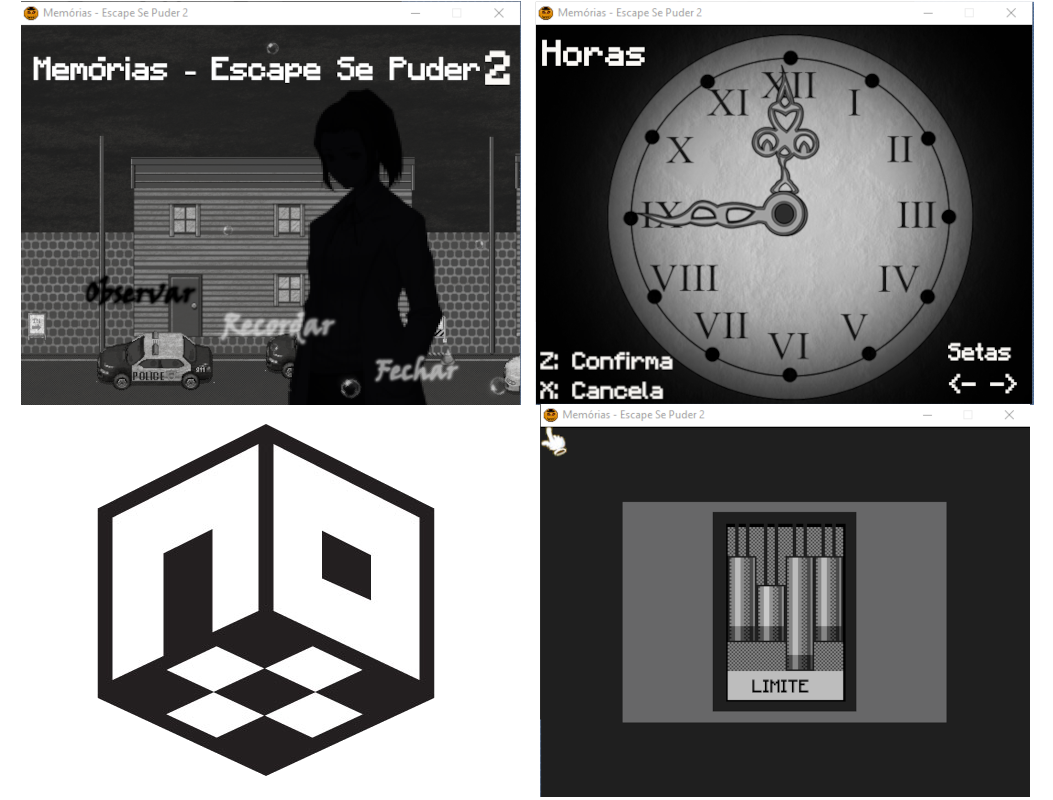 Memórias - Escape Se Puder 2
Memórias - Escape Se Puder 2
Observar
Recordar
Fechar
POLICE
911
Memórias - Escape Se Puder 2
Horas
XII
I
II
III
IV
V
VI
VII
VIII
IX
X
XI
Z: Confirma
X: Cancela
Setas
<- ->
Memórias - Escape Se Puder 2
LIMITE